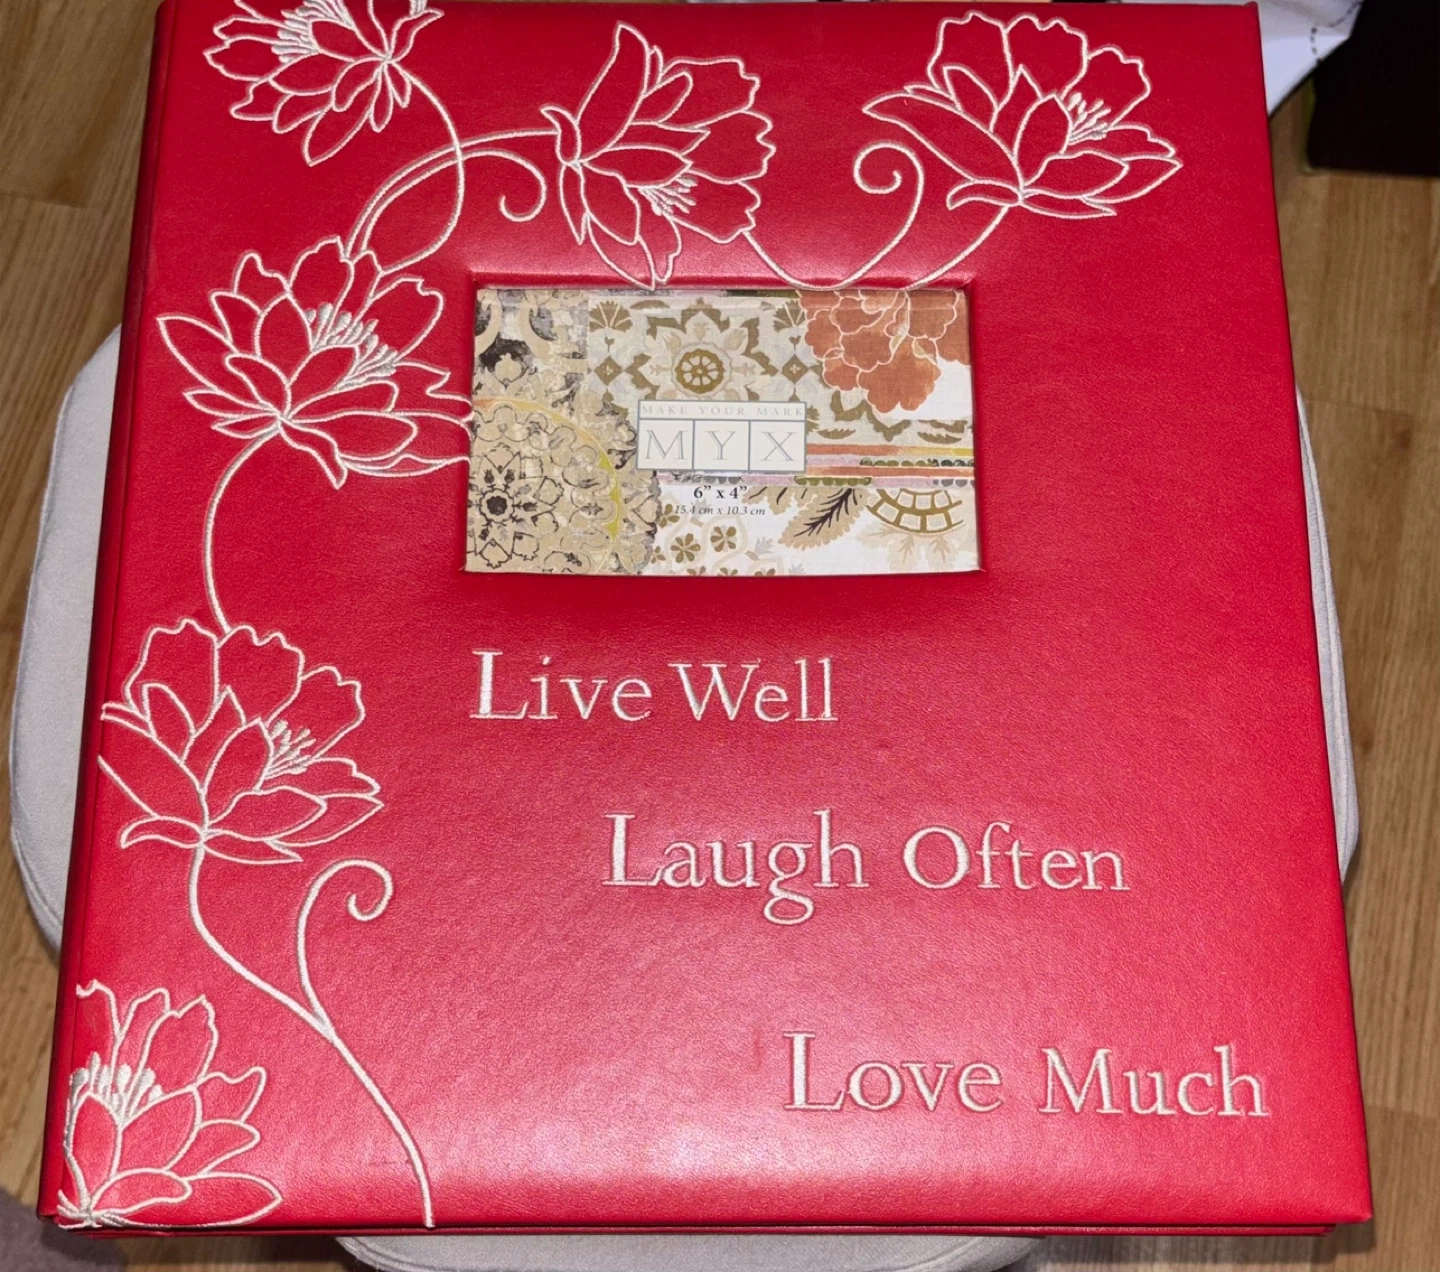 MAKE YOUR MARK
MYX
6” x 4”
15.4 cm x 10.3 cm
Live Well
Laugh Often
Love Much